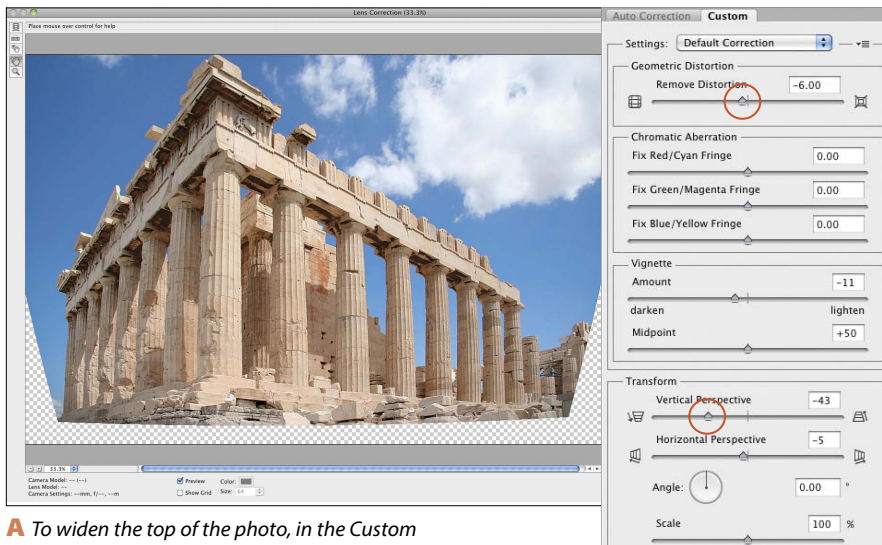 Lens Correction (33.3%)
Place mouse over control for help
33.3%
Camera Model: -- (--)
Lens Model: --
Camera Settings: --mm, f/--, --m
Preview
Color:
Show Grid
Size: 64
A To widen the top of the photo, in the Custom
Auto Correction Custom
Settings: Default Correction
Geometric Distortion
Remove Distortion -6.00
Chromatic Aberration
Fix Red/Cyan Fringe 0.00
Fix Green/Magenta Fringe 0.00
Fix Blue/Yellow Fringe 0.00
Vignette
Amount -11
darken lighten
Midpoint +50
Transform
Vertical Perspective -43
Horizontal Perspective -5
Angle: 0.00 °
Scale 100 %